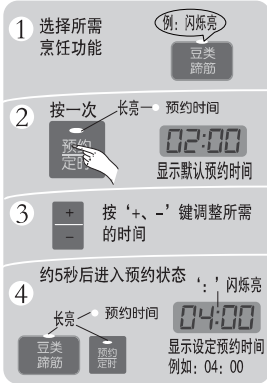 1 选择所需
烹饪功能
例：闪烁亮
豆类
蹄筋
2 按一次
长亮 预约时间
预约
定时
02:00
显示默认预约时间
3 + -
按‘+、-’键调整所需
的时间
4 约5秒后进入预约状态
‘：’闪烁亮
长亮 预约时间
04:00
豆类
蹄筋
预约
定时
显示设定预约时间
例如：04：00